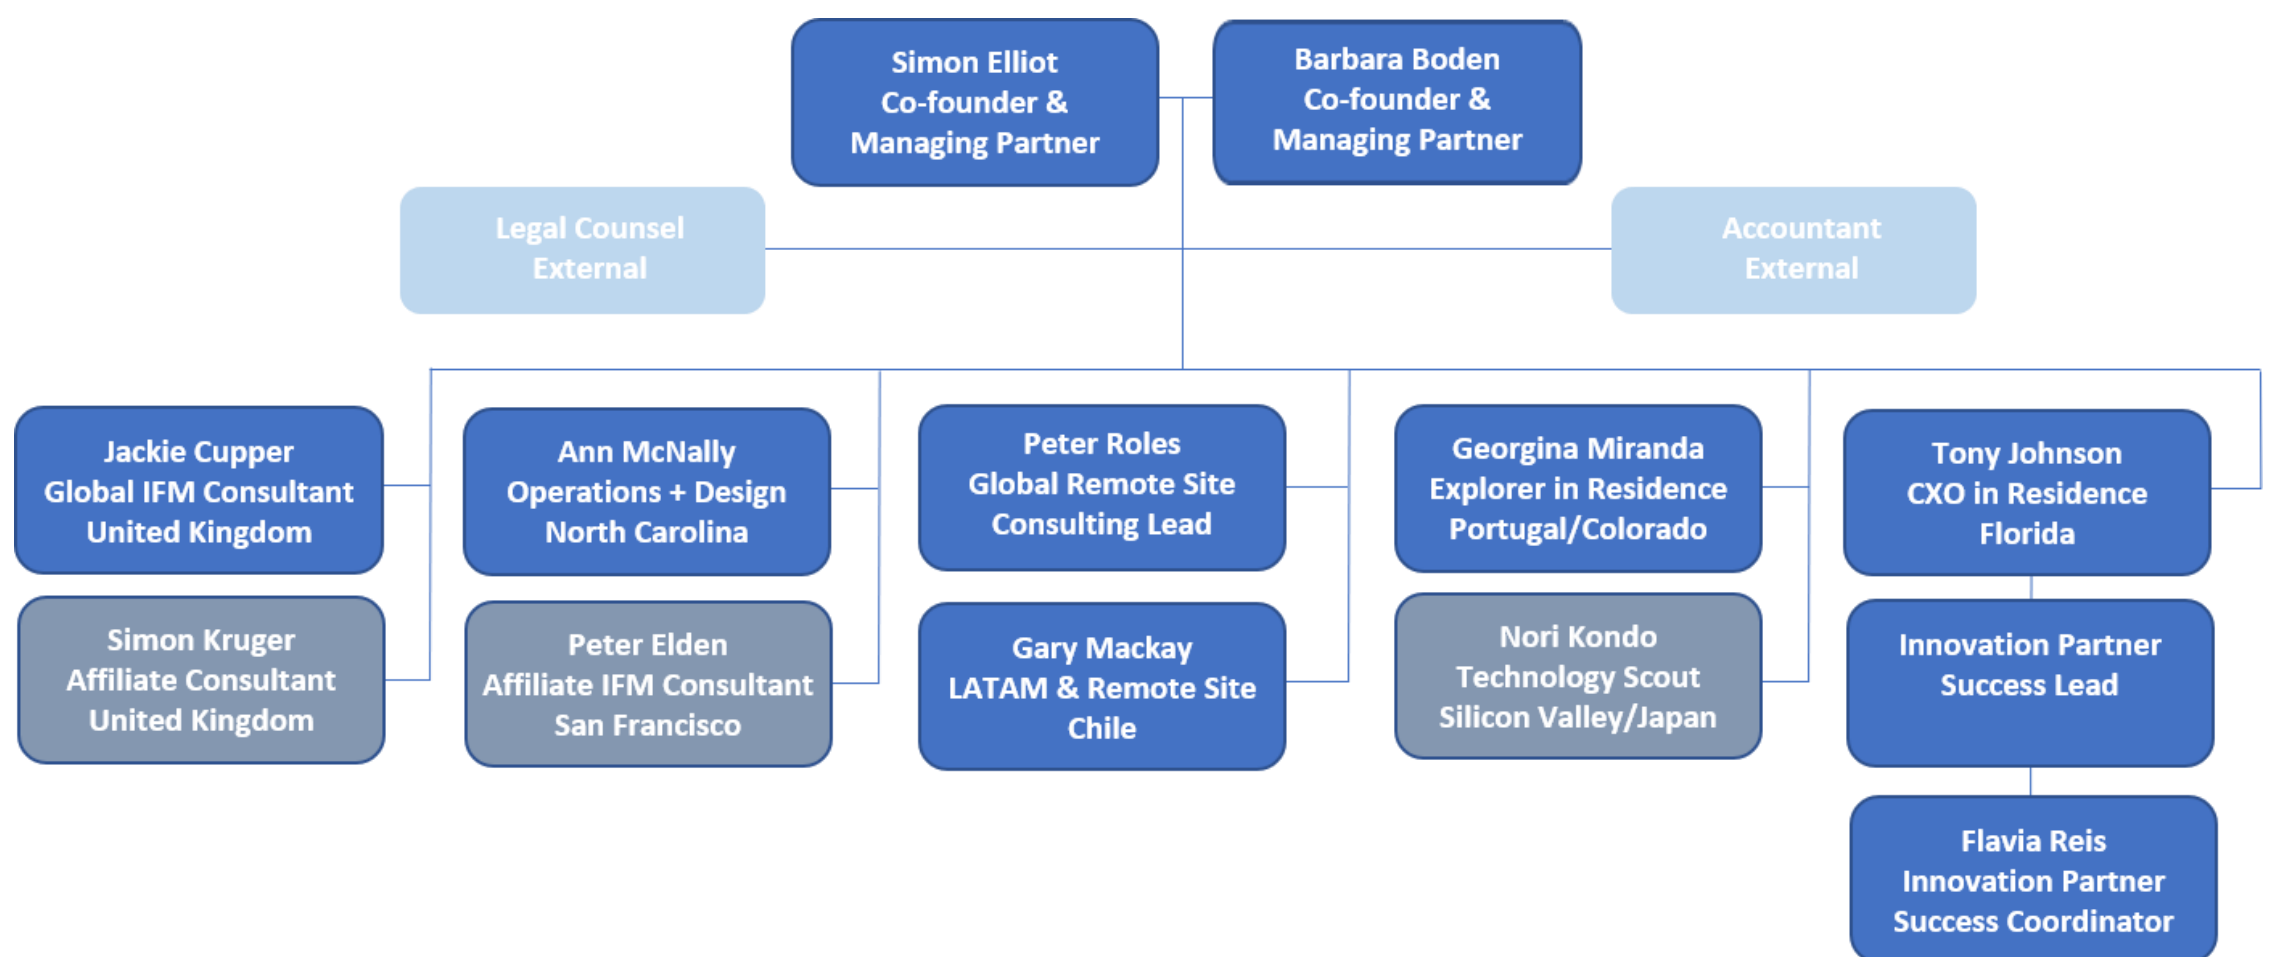 Simon Elliot
Co-founder &
Managing Partner
Barbara Boden
Co-founder &
Managing Partner
Legal Counsel
External
Accountant
External
Jackie Cupper
Global IFM Consultant
United Kingdom
Ann McNally
Operations + Design
North Carolina
Peter Roles
Global Remote Site
Consulting Lead
Georgina Miranda
Explorer in Residence
Portugal/Colorado
Tony Johnson
CXO in Residence
Florida
Simon Kruger
Affiliate Consultant
United Kingdom
Peter Elden
Affiliate IFM Consultant
San Francisco
Gary Mackay
LATAM & Remote Site
Chile
Nori Kondo
Technology Scout
Silicon Valley/Japan
Innovation Partner
Success Lead
Flavia Reis
Innovation Partner
Success Coordinator